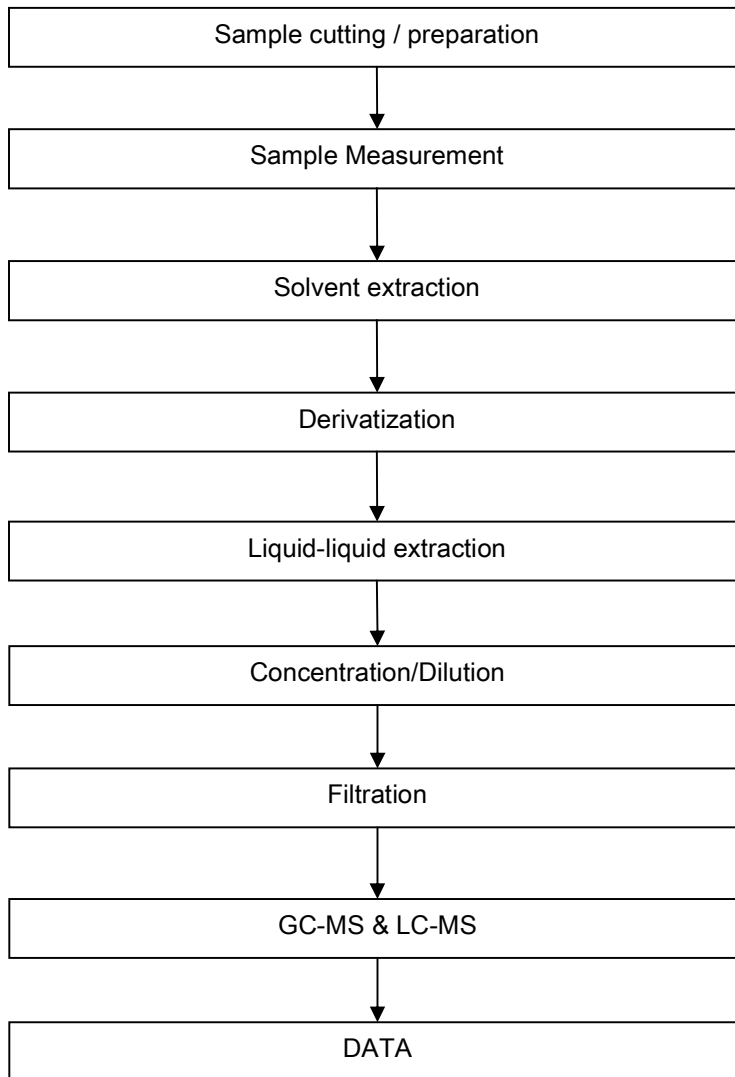 Sample cutting / preparation
Sample Measurement
Solvent extraction
Derivatization
Liquid-liquid extraction
Concentration/Dilution
Filtration
GC-MS & LC-MS
DATA